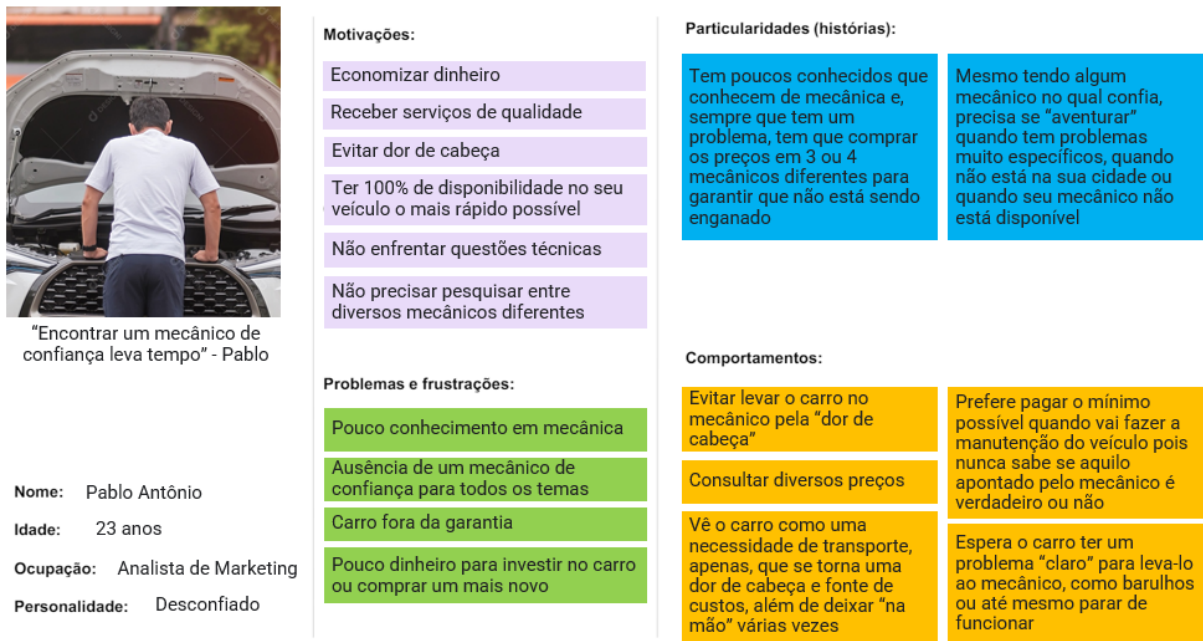 “Encontrar um mecânico de
confiança leva tempo” - Pablo
Nome: Pablo Antônio
Idade: 23 anos
Ocupação: Analista de Marketing
Personalidade: Desconfiado
Motivações:
Economizar dinheiro
Receber serviços de qualidade
Evitar dor de cabeça
Ter 100% de disponibilidade no seu
veículo o mais rápido possível
Não enfrentar questões técnicas
Não precisar pesquisar entre
diversos mecânicos diferentes
Problemas e frustrações:
Pouco conhecimento em mecânica
Ausência de um mecânico de
confiança para todos os temas
Carro fora da garantia
Pouco dinheiro para investir no carro
ou comprar um mais novo
Particularidades (histórias):
Tem poucos conhecidos que
conhecem de mecânica e,
sempre que tem um
problema, tem que comprar
os preços em 3 ou 4
mecânicos diferentes para
garantir que não está sendo
enganado
Mesmo tendo algum
mecânico no qual confia,
precisa se “aventurar”
quando tem problemas
muito específicos, quando
não está na sua cidade ou
quando seu mecânico não
está disponível
Comportamentos:
Evitar levar o carro no
mecânico pela “dor de
cabeça”
Consultar diversos preços
Vê o carro como uma
necessidade de transporte,
apenas, que se torna uma
dor de cabeça e fonte de
custos, além de deixar “na
mão” várias vezes
Prefere pagar o mínimo
possível quando vai fazer a
manutenção do veículo pois
nunca sabe se aquilo
apontado pelo mecânico é
verdadeiro ou não
Espera o carro ter um
problema “claro” para leva-lo
ao mecânico, como barulhos
ou até mesmo parar de
funcionar